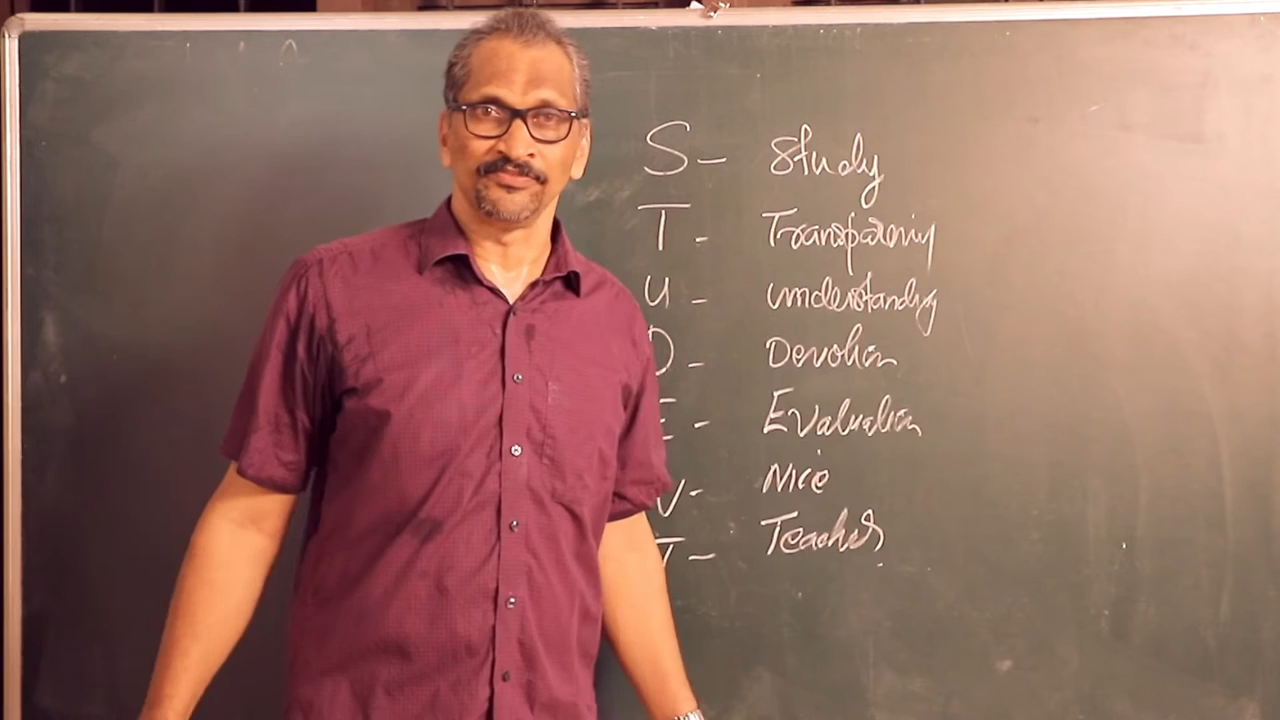 S - Study
T - Transparency
U - understanding
D - Devotion
E - Evaluation
N - Nice
T - Teacher